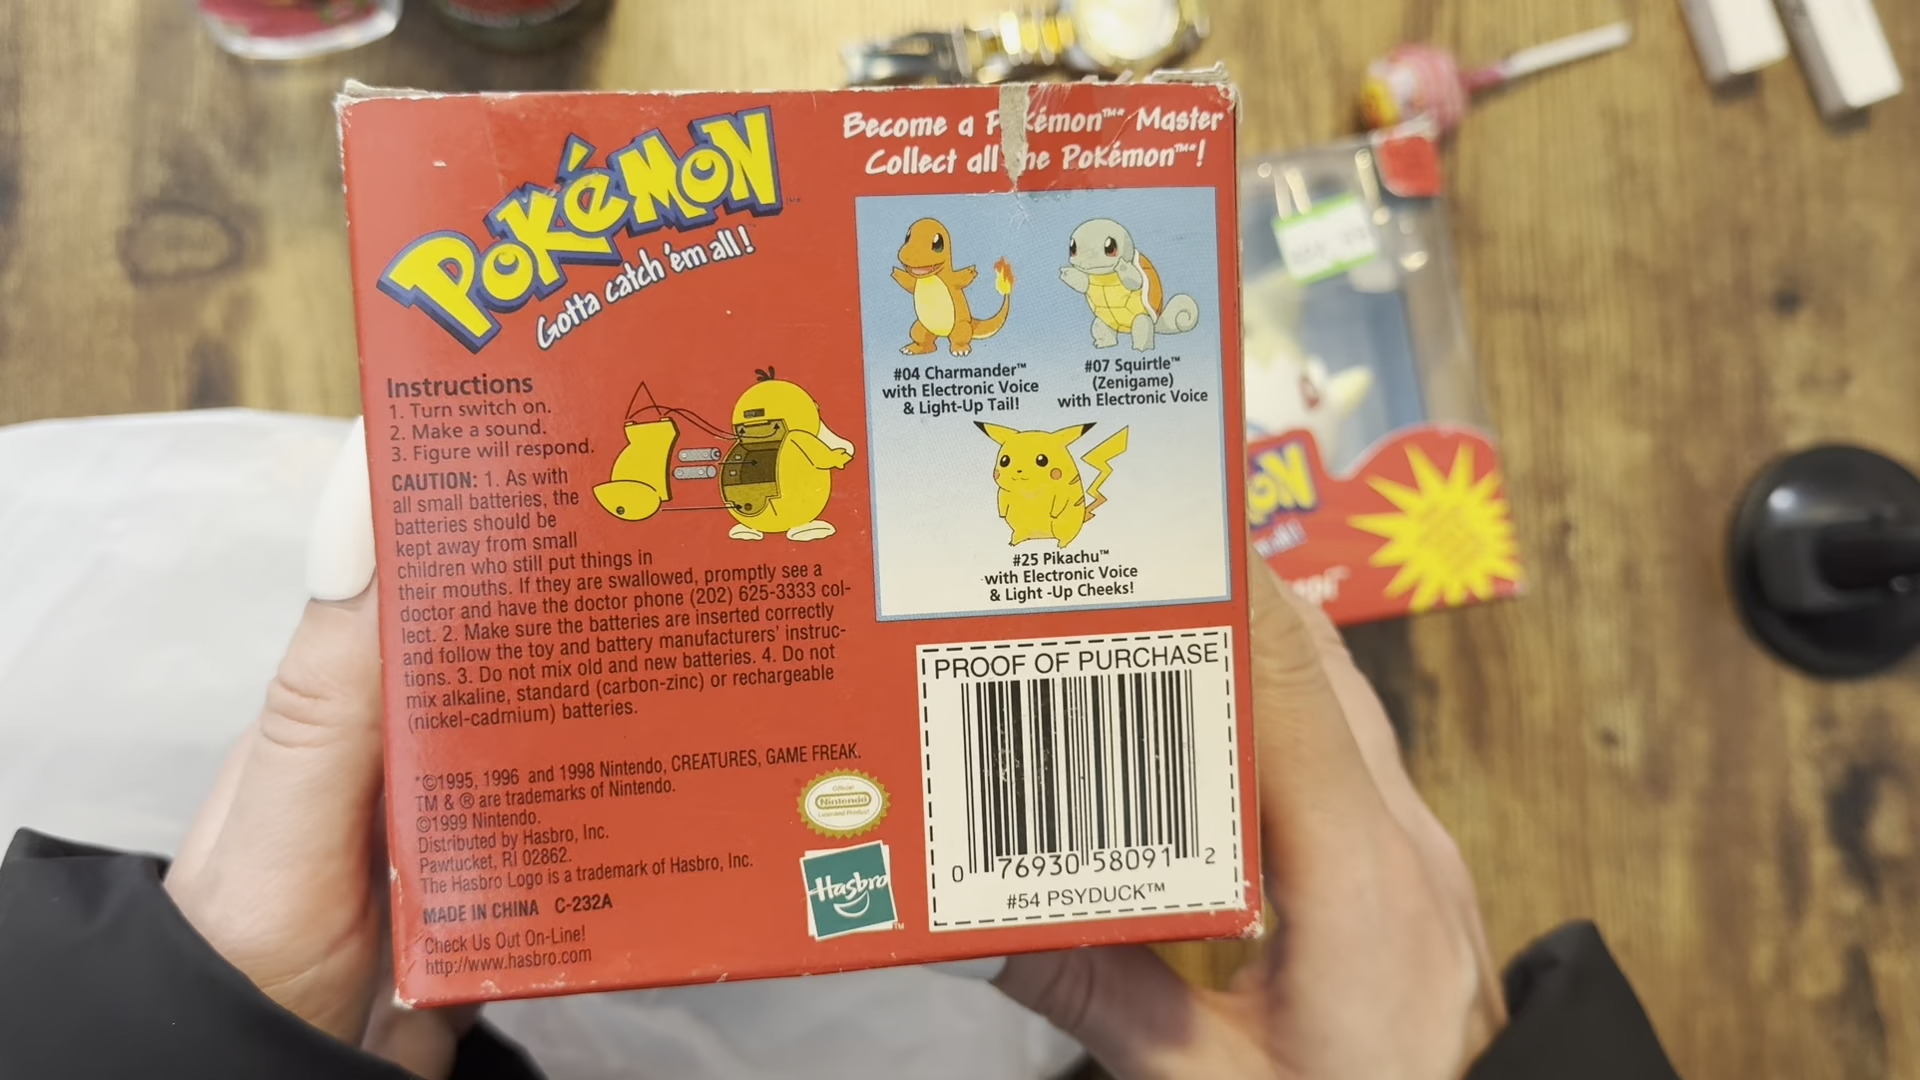 POKéMON
Gotta catch 'em all!
Instructions
1. Turn switch on.
2. Make a sound.
3. Figure will respond.
CAUTION: 1. As with
all small batteries, the
batteries should be
kept away from small
children who still put things in
their mouths. If they are swallowed, promptly see a
doctor and have the doctor phone (202) 625-3333 col-
lect. 2. Make sure the batteries are inserted correctly
and follow the toy and battery manufacturers' instruc-
tions. 3. Do not mix old and new batteries. 4. Do not
mix alkaline, standard (carbon-zinc) or rechargeable
(nickel-cadmium) batteries.
*©1995, 1996 and 1998 Nintendo, CREATURES, GAME FREAK.
TM & ® are trademarks of Nintendo.
©1999 Nintendo.
Distributed by Hasbro, Inc.
Pawtucket, RI 02862.
The Hasbro Logo is a trademark of Hasbro, Inc.
MADE IN CHINA C-232A
Check Us Out On-Line!
http://www.hasbro.com
Official
Nintendo
Licensed Product
Hasbro
TM
Become a Pokémon™* Master
Collect all the Pokémon™*!
#04 Charmander™
with Electronic Voice
& Light-Up Tail!
#07 Squirtle™
(Zenigame)
with Electronic Voice
#25 Pikachu™
with Electronic Voice
& Light -Up Cheeks!
PROOF OF PURCHASE
0 76930 58091 2
#54 PSYDUCK™